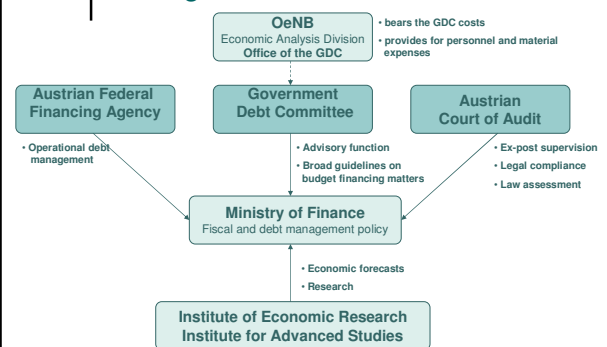 OeNB
Economic Analysis Division
Office of the GDC
• bears the GDC costs
• provides for personnel and material
expenses
Austrian Federal
Financing Agency
Government
Debt Committee
Austrian
Court of Audit
• Operational debt
management
• Advisory function
• Broad guidelines on
budget financing matters
• Ex-post supervision
• Legal compliance
• Law assessment
Ministry of Finance
Fiscal and debt management policy
• Economic forecasts
• Research
Institute of Economic Research
Institute for Advanced Studies